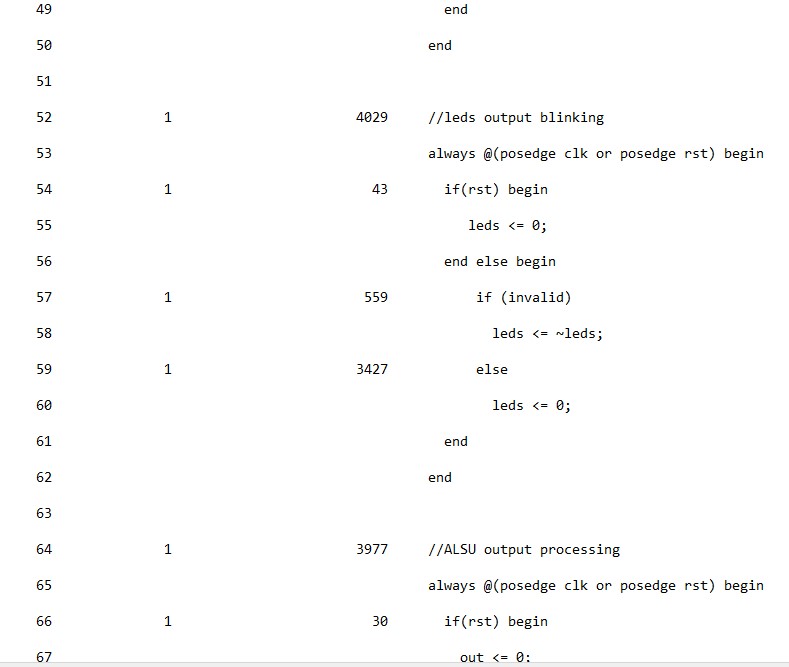 49 end
50 end
51
52 1 4029 //leds output blinking
53 always @(posedge clk or posedge rst) begin
54 1 43 if(rst) begin
55 leds <= 0;
56 end else begin
57 1 559 if (invalid)
58 leds <= ~leds;
59 1 3427 else
60 leds <= 0;
61 end
62 end
63
64 1 3977 //ALSU output processing
65 always @(posedge clk or posedge rst) begin
66 1 30 if(rst) begin
67 out <= 0;